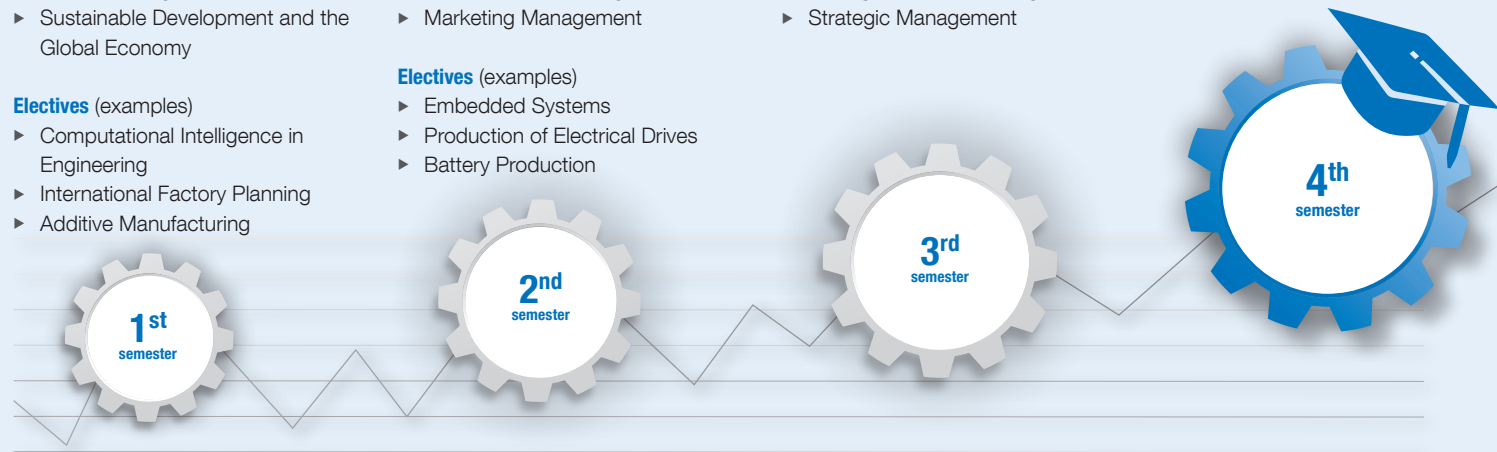 ▸ Sustainable Development and the
Global Economy
Electives (examples)
▸ Computational Intelligence in
Engineering
▸ International Factory Planning
▸ Additive Manufacturing
▸ Marketing Management
Electives (examples)
▸ Embedded Systems
▸ Production of Electrical Drives
▸ Battery Production
▸ Strategic Management
1st
semester
2nd
semester
3rd
semester
4th
semester